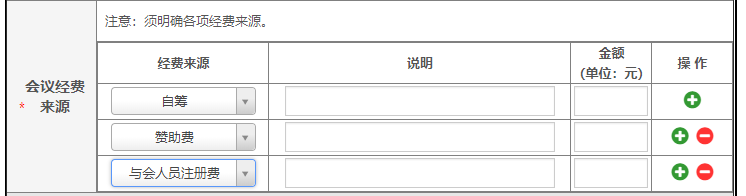 注意：须明确各项经费来源。
会议经费
* 来源
经费来源 说明 金额
（单位：元） 操 作
自筹
赞助费
与会人员注册费